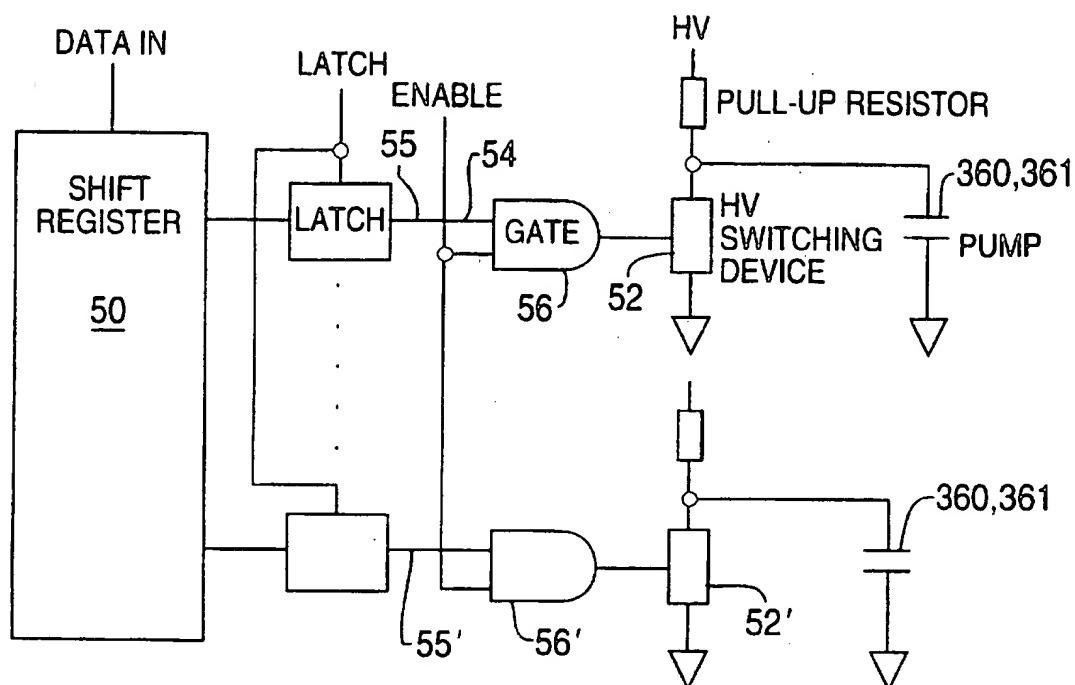 DATA IN
LATCH
ENABLE
HV
PULL-UP RESISTOR
55
54
360,361
SHIFT
REGISTER
LATCH
GATE
HV
SWITCHING
DEVICE
PUMP
50
56
52
360,361
55'
56'
52'